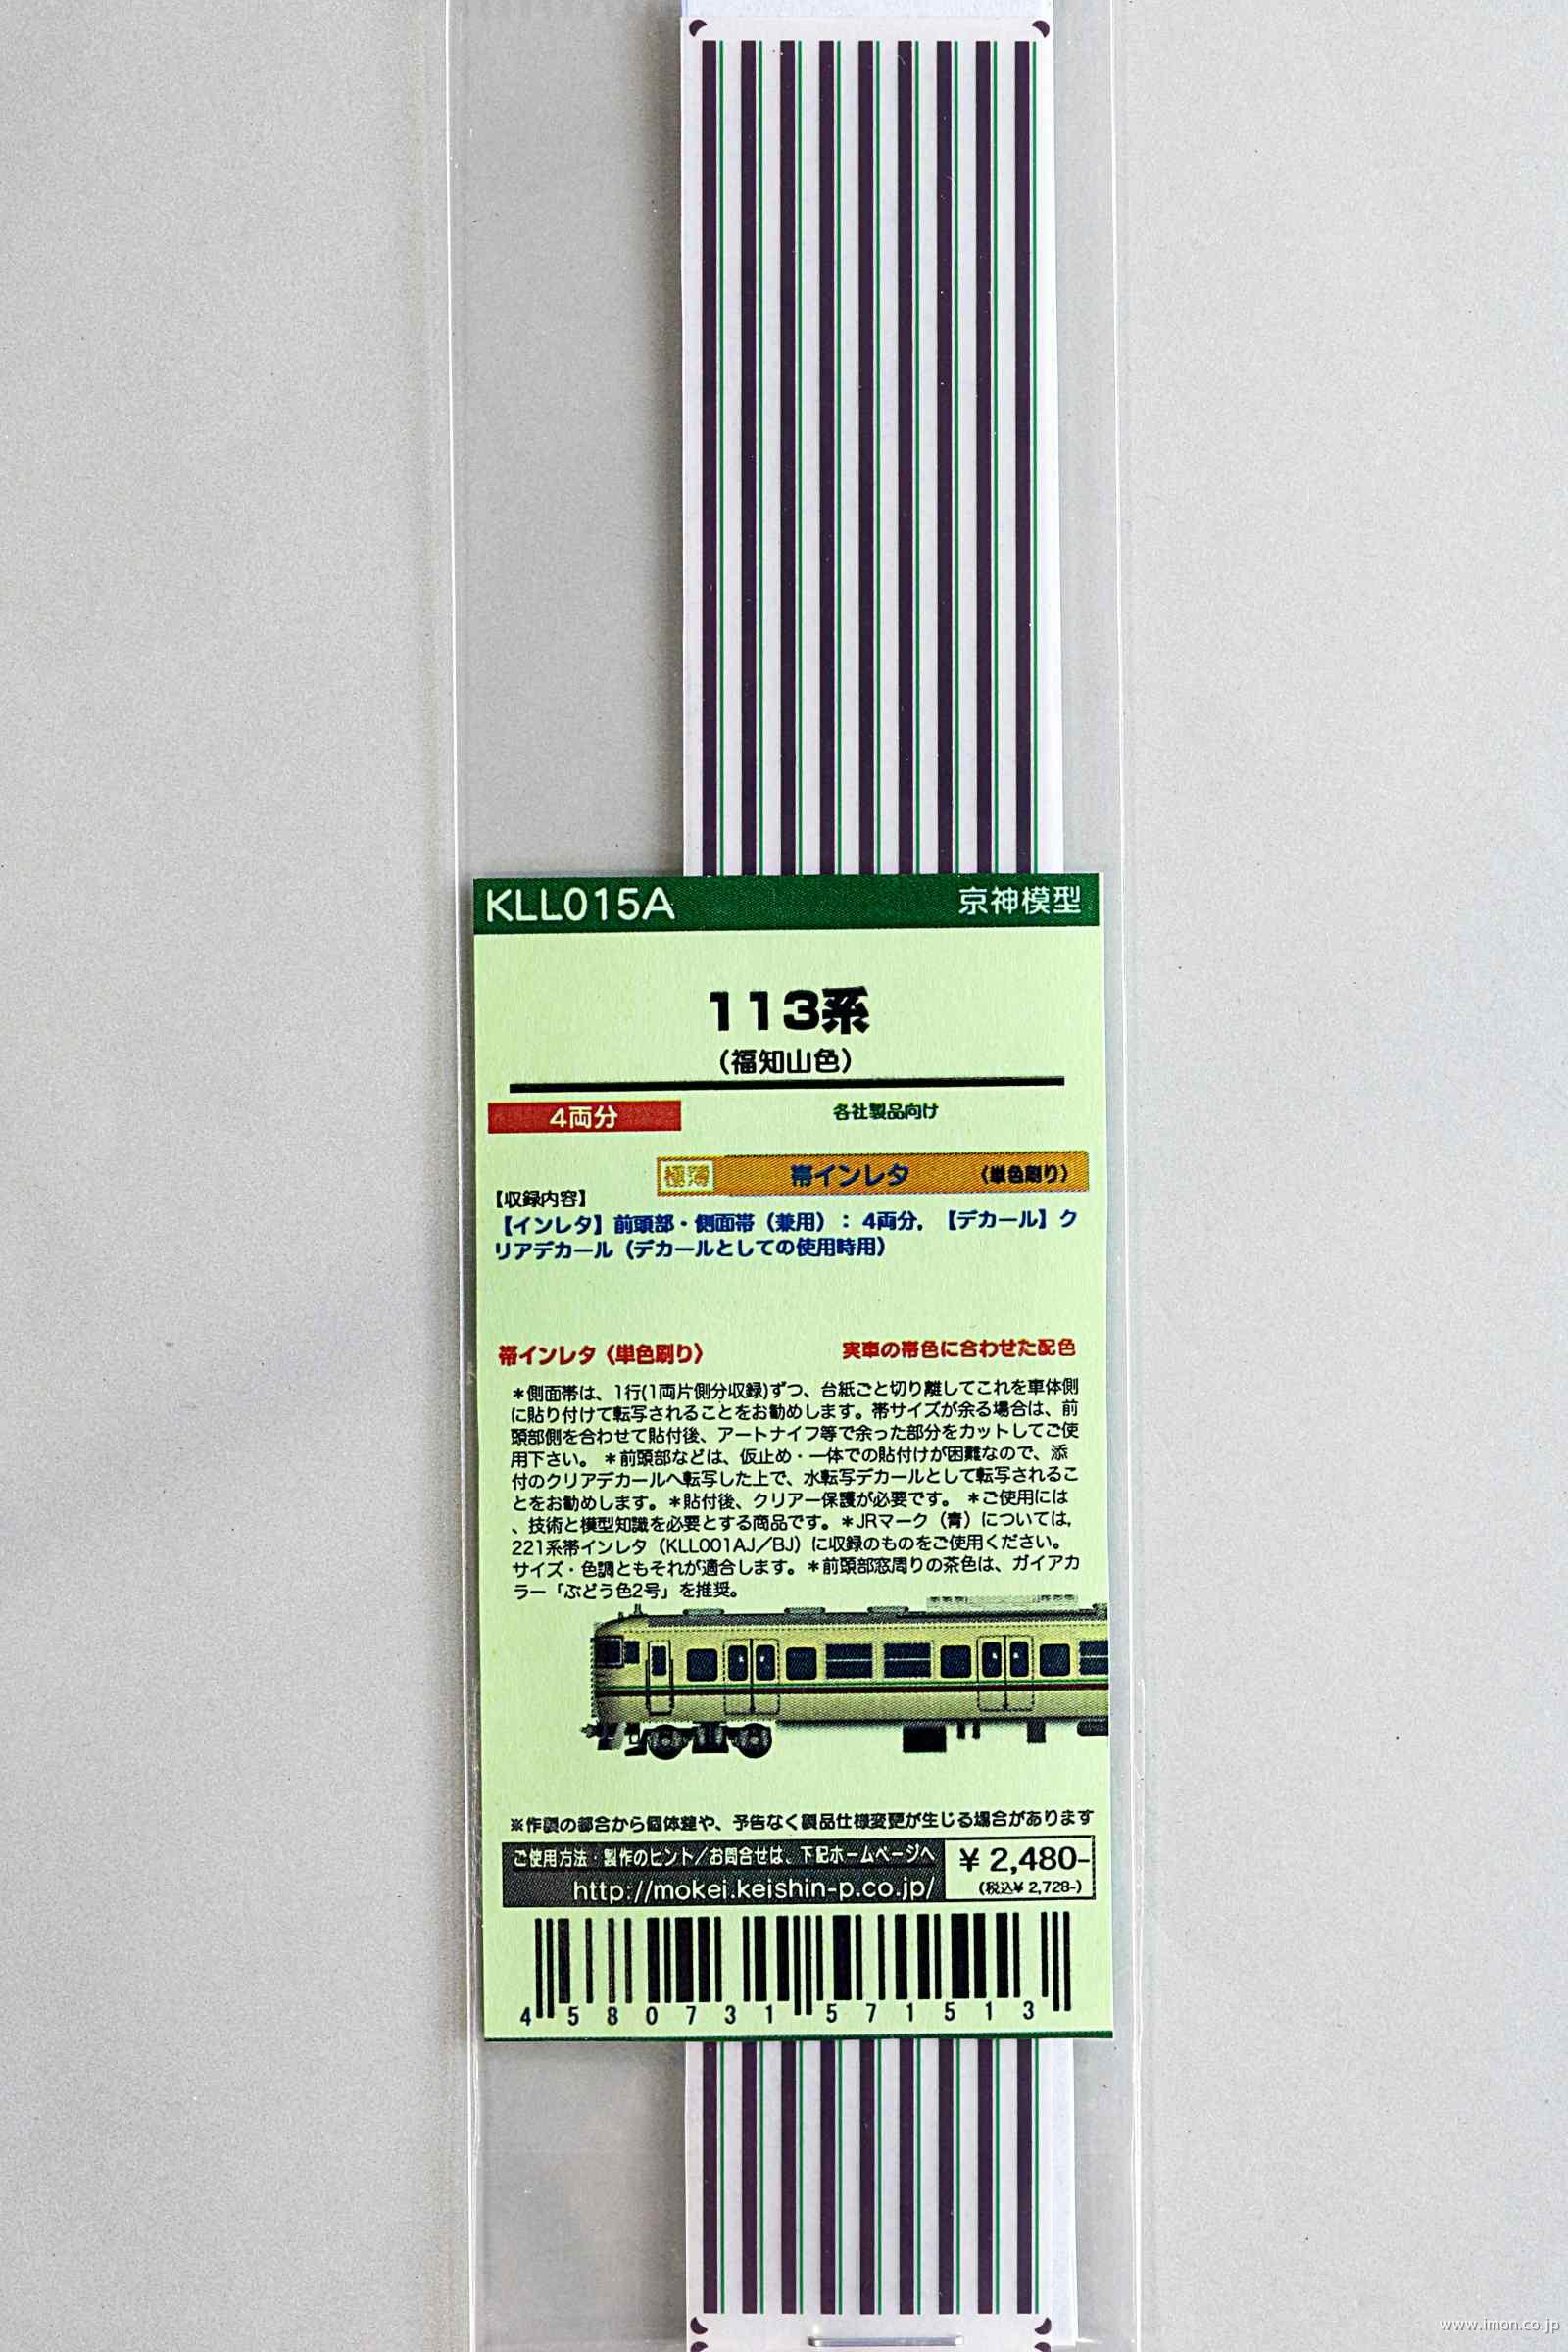 KLL015A 京神模型
113系
（福知山色）
4両分 各社製品向け
極薄 帯インレタ 〈単色刷り〉
【収録内容】
【インレタ】前頭部・側面帯（兼用）：4両分，【デカール】ク
リアデカール（デカールとしての使用時用）
帯インレタ〈単色刷り〉 実車の帯色に合わせた配色
＊側面帯は、1行(1両片側分収録)ずつ、台紙ごと切り離してこれを車体側
に貼り付けて転写されることをお勧めします。帯サイズが余る場合は、前
頭部側を合わせて貼付後、アートナイフ等で余った部分をカットしてご使
用下さい。 ＊前頭部などは、仮止め・一体での貼付けが困難なので、添
付のクリアデカールへ転写した上で、水転写デカールとして転写されるこ
とをお勧めします。＊貼付後、クリアー保護が必要です。 ＊ご使用には
、技術と模型知識を必要とする商品です。＊JRマーク（青）については，
221系帯インレタ（KLL001AJ／BJ）に収録のものをご使用ください。
サイズ・色調ともそれが適合します。＊前頭部窓周りの茶色は、ガイアカ
ラー「ぶどう色2号」を推奨。
※作製の都合から個体差や、予告なく製品仕様変更が生じる場合があります
ご使用方法・製作のヒント／お問合せは、下記ホームページへ
http://mokei.keishin-p.co.jp/
¥ 2,480-
(税込¥ 2,728-)
4 580731 571513
www.imon.co.jp